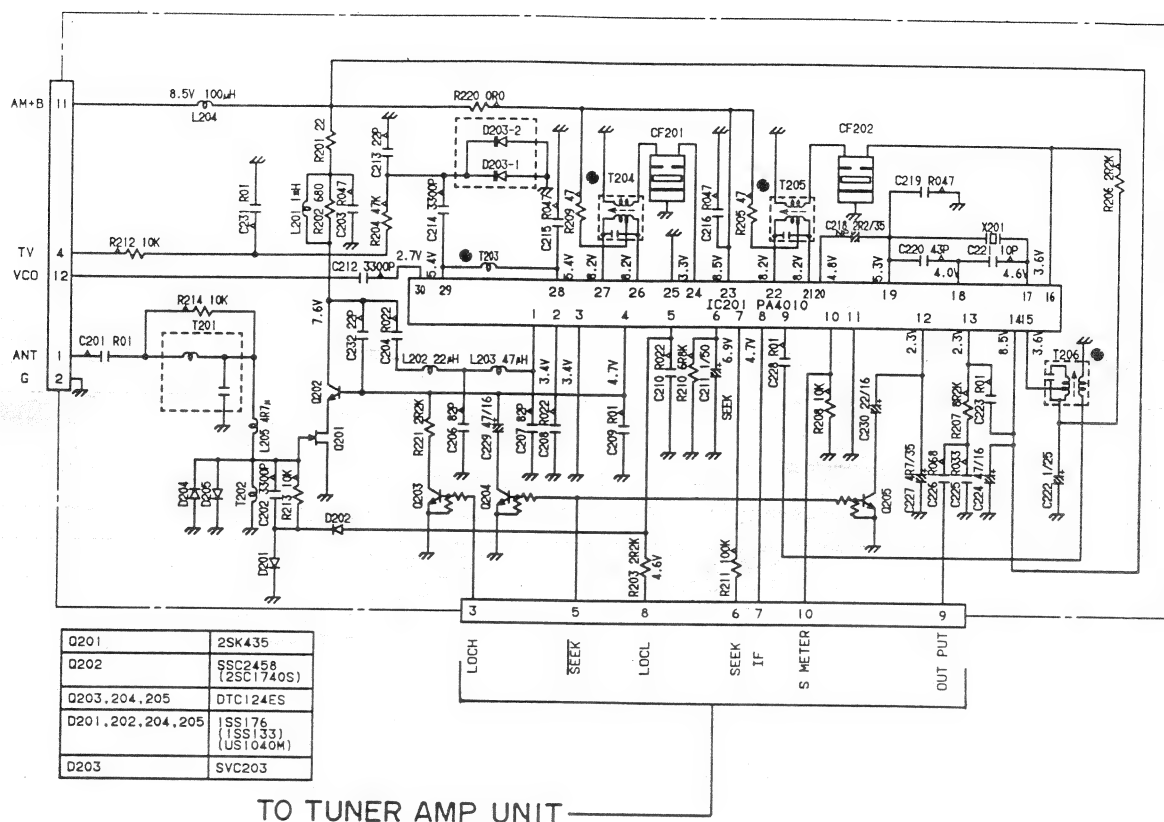 AM+B
11
8.5V 100μH
L204
R220 0R0
R201 22
C213 22P
D203-2
D203-1
CF201
CF202
T204
T205
C231 R01
L201 1mH
R202 680
C203 R047
R204 47K
C214 3300P
C215 R047
R209 47
C216 R047
R205 47
C218 2R2/35
NP
C219 R047
X201
C220 43P
C221 10P
R206 2R2K
TV
4
R212 10K
VCO
12
C212 3300P
2.7V
5.4V
T203
5.4V
8.2V
8.2V
3.3V
8.5V
8.2V
8.2V
4.8V
5.3V
4.0V
4.6V
3.6V
30
29
28
27
26
25
24
23
22
21
20
19
18
17
16
IC201 PA4010
1
2
3
4
5
6
7
8
9
10
11
12
13
14
15
R214 10K
T201
ANT
1
C201 R01
G
2
7.6V
C232 22P
C204 R022
L202 22μH
L203 47μH
3.4V
3.4V
4.7V
C210 R022
R210 6R8K
C211 1/50
6.9V
SEEK
4.7V
C228 R01
2.3V
2.3V
8.5V
3.6V
T206
Q202
L205 4R7μ
Q201
R221 2R2K
C206 82P
C229 47/16
C207 82P
C208 R022
C209 R01
R208 10K
C230 22/16
R207 2R2K
C223 R01
D204
D205
T202
C202 3300P
R213 10K
D202
D201
Q203
Q204
Q205
C227 4R7/35
C226 R068
C225 R033
C224 47/16
C222 1/25
R203 2R2K
4.6V
R211 100K
3
5
8
6
7
10
9
LOCH
SEEK
LOCL
SEEK
IF
S METER
OUT PUT
Q201 2SK435
Q202 SSC2458
(2SC1740S)
Q203,204,205 DTC124ES
D201,202,204,205 1SS176
(1SS133)
(US1040M)
D203 SVC203
TO TUNER AMP UNIT